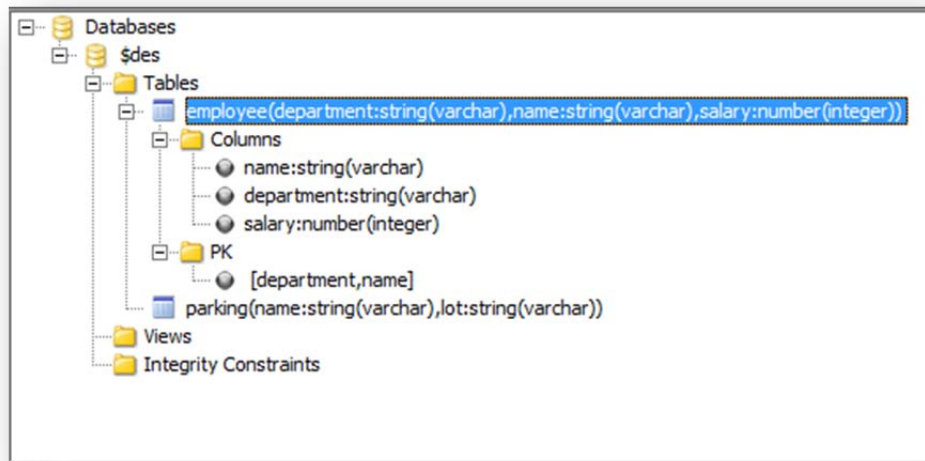 Databases
$des
Tables
employee(department:string(varchar),name:string(varchar),salary:number(integer))
Columns
name:string(varchar)
department:string(varchar)
salary:number(integer)
PK
[department,name]
parking(name:string(varchar),lot:string(varchar))
Views
Integrity Constraints